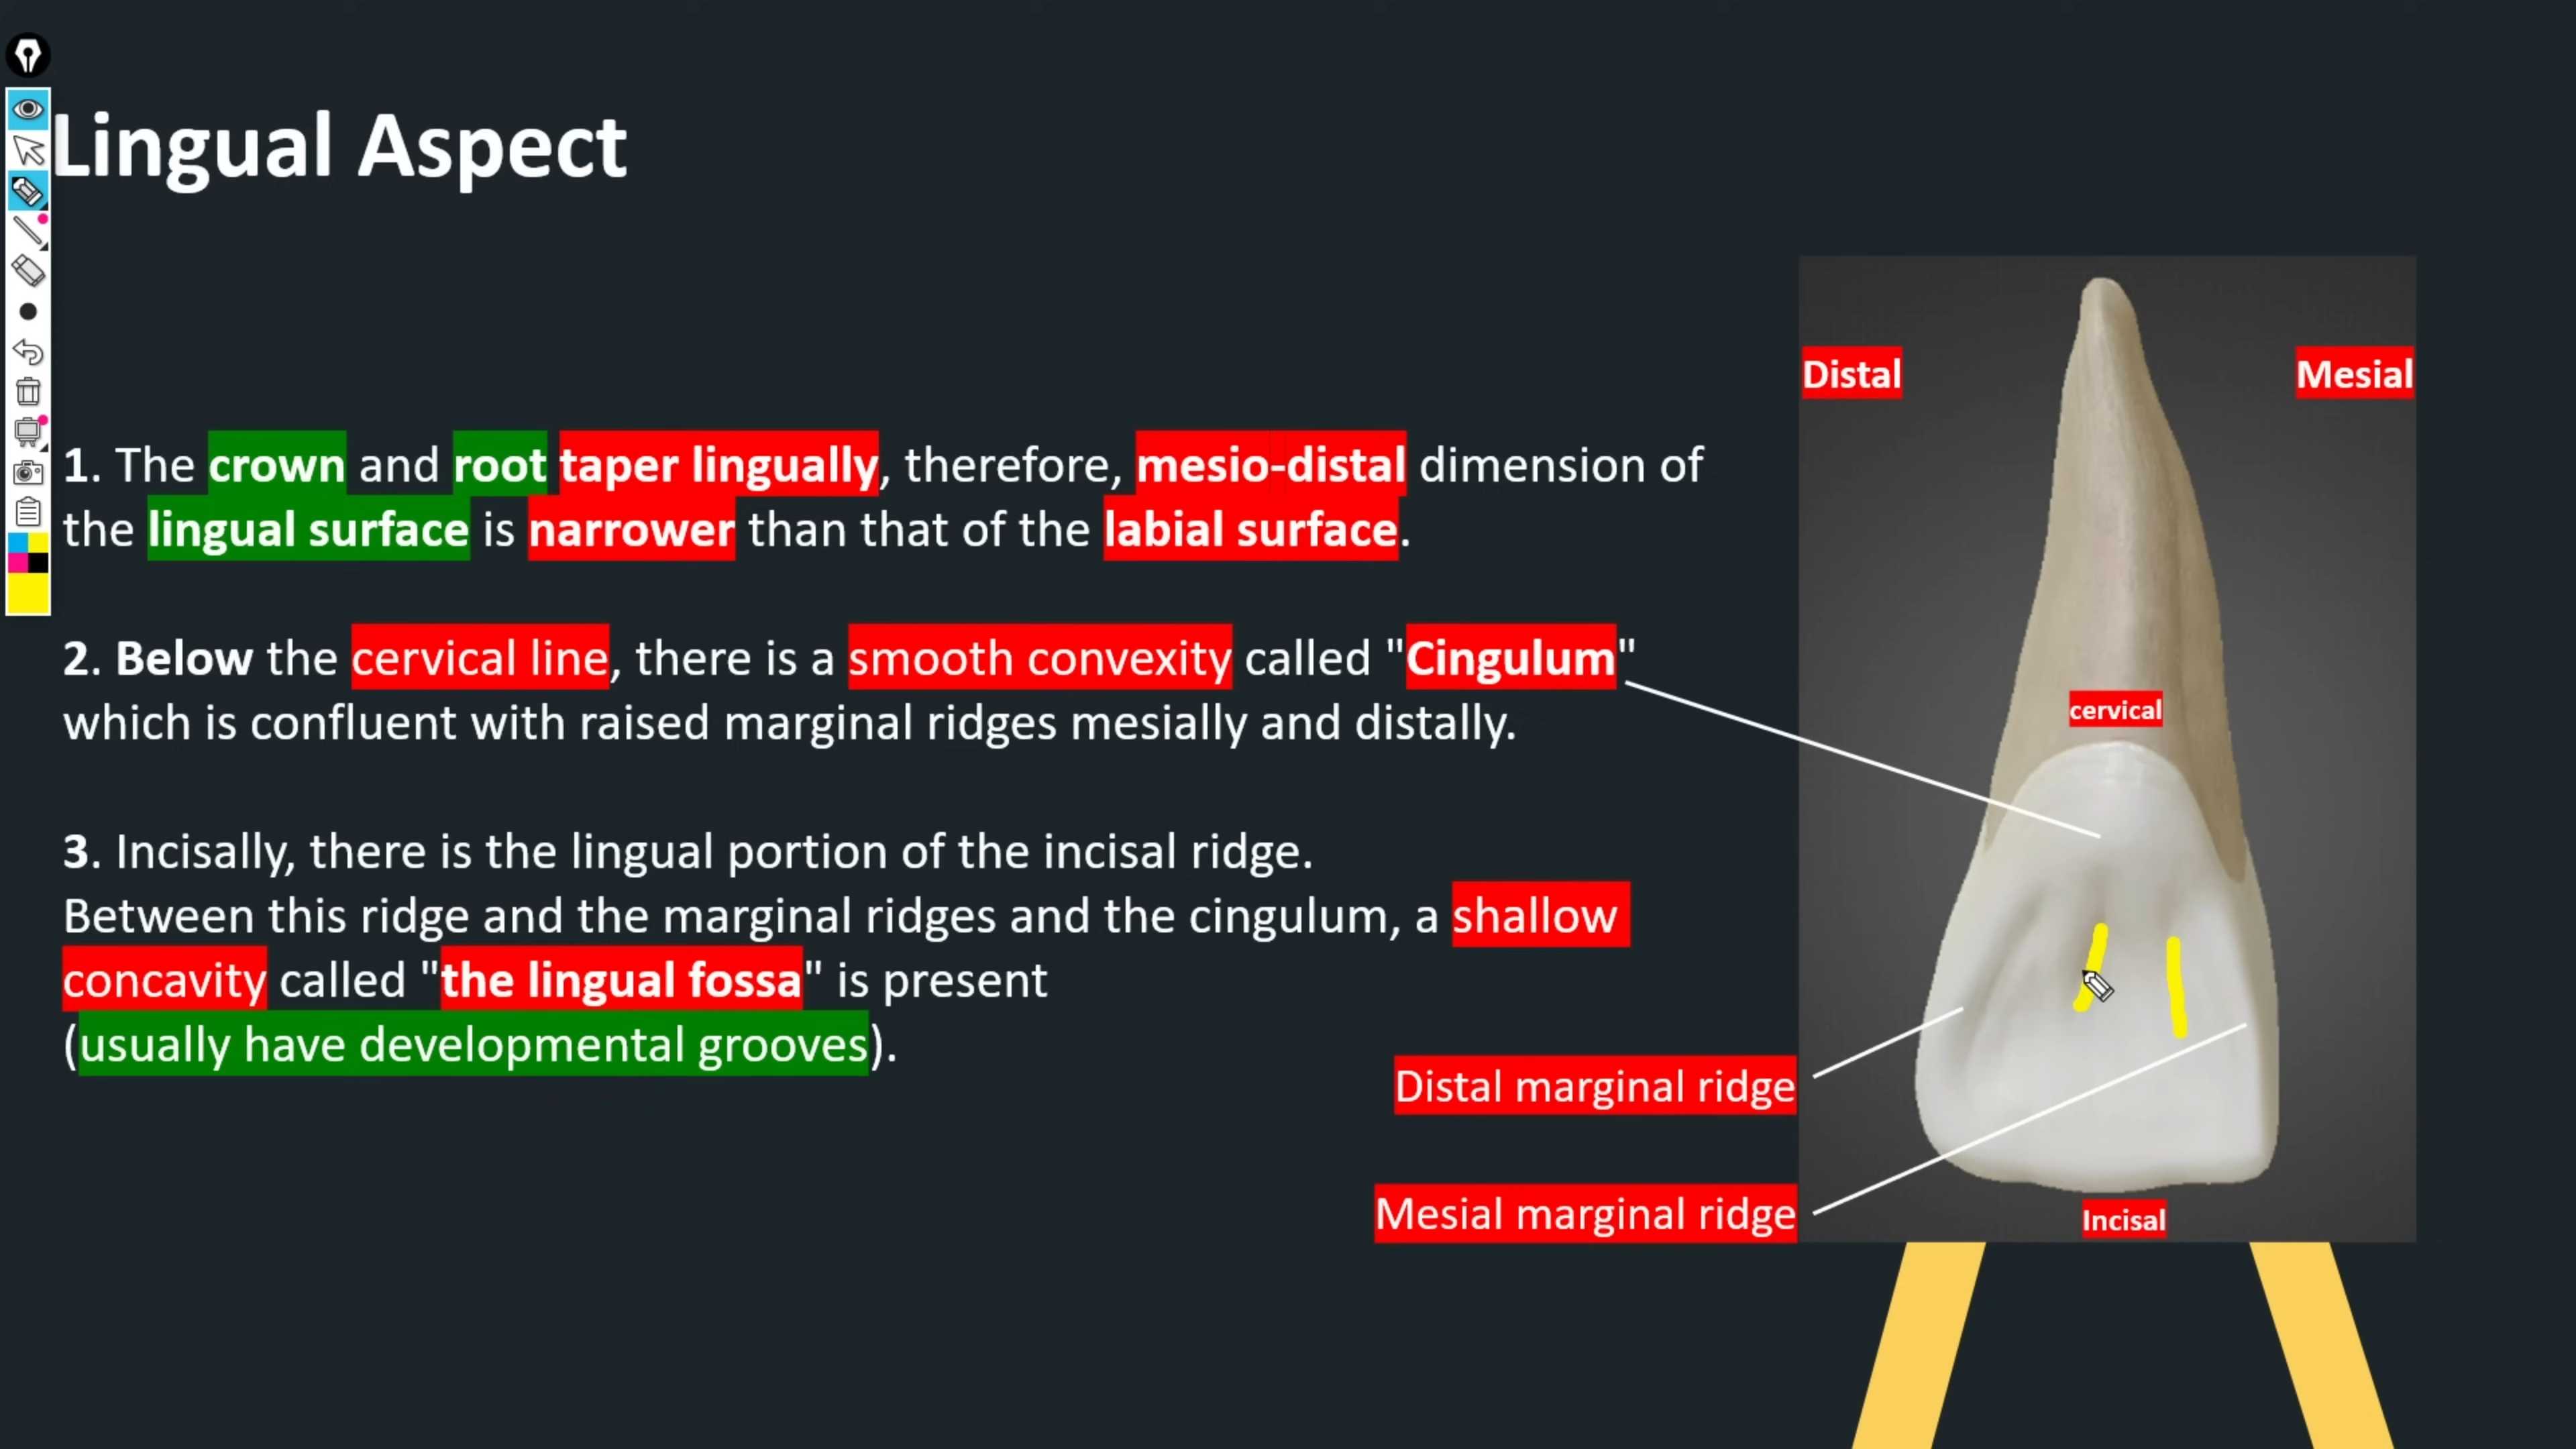 Lingual Aspect
1. The crown and root taper lingually, therefore, mesio-distal dimension of
the lingual surface is narrower than that of the labial surface.
2. Below the cervical line, there is a smooth convexity called "Cingulum"
which is confluent with raised marginal ridges mesially and distally.
3. Incisally, there is the lingual portion of the incisal ridge.
Between this ridge and the marginal ridges and the cingulum, a shallow
concavity called "the lingual fossa" is present
(usually have developmental grooves).
Distal
Mesial
cervical
Distal marginal ridge
Mesial marginal ridge
Incisal